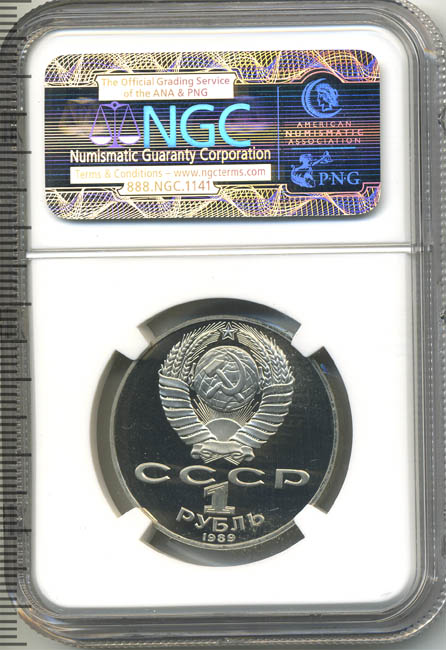 The Official Grading Service
of the ANA & PNG
NGC
Numismatic Guaranty Corporation
Terms & Conditions – www.ngcterms.com
888.NGC.1141
AMERICAN
NUMISMATIC
ASSOCIATION
P·N·G
СССР
1
РУБЛЬ
1989